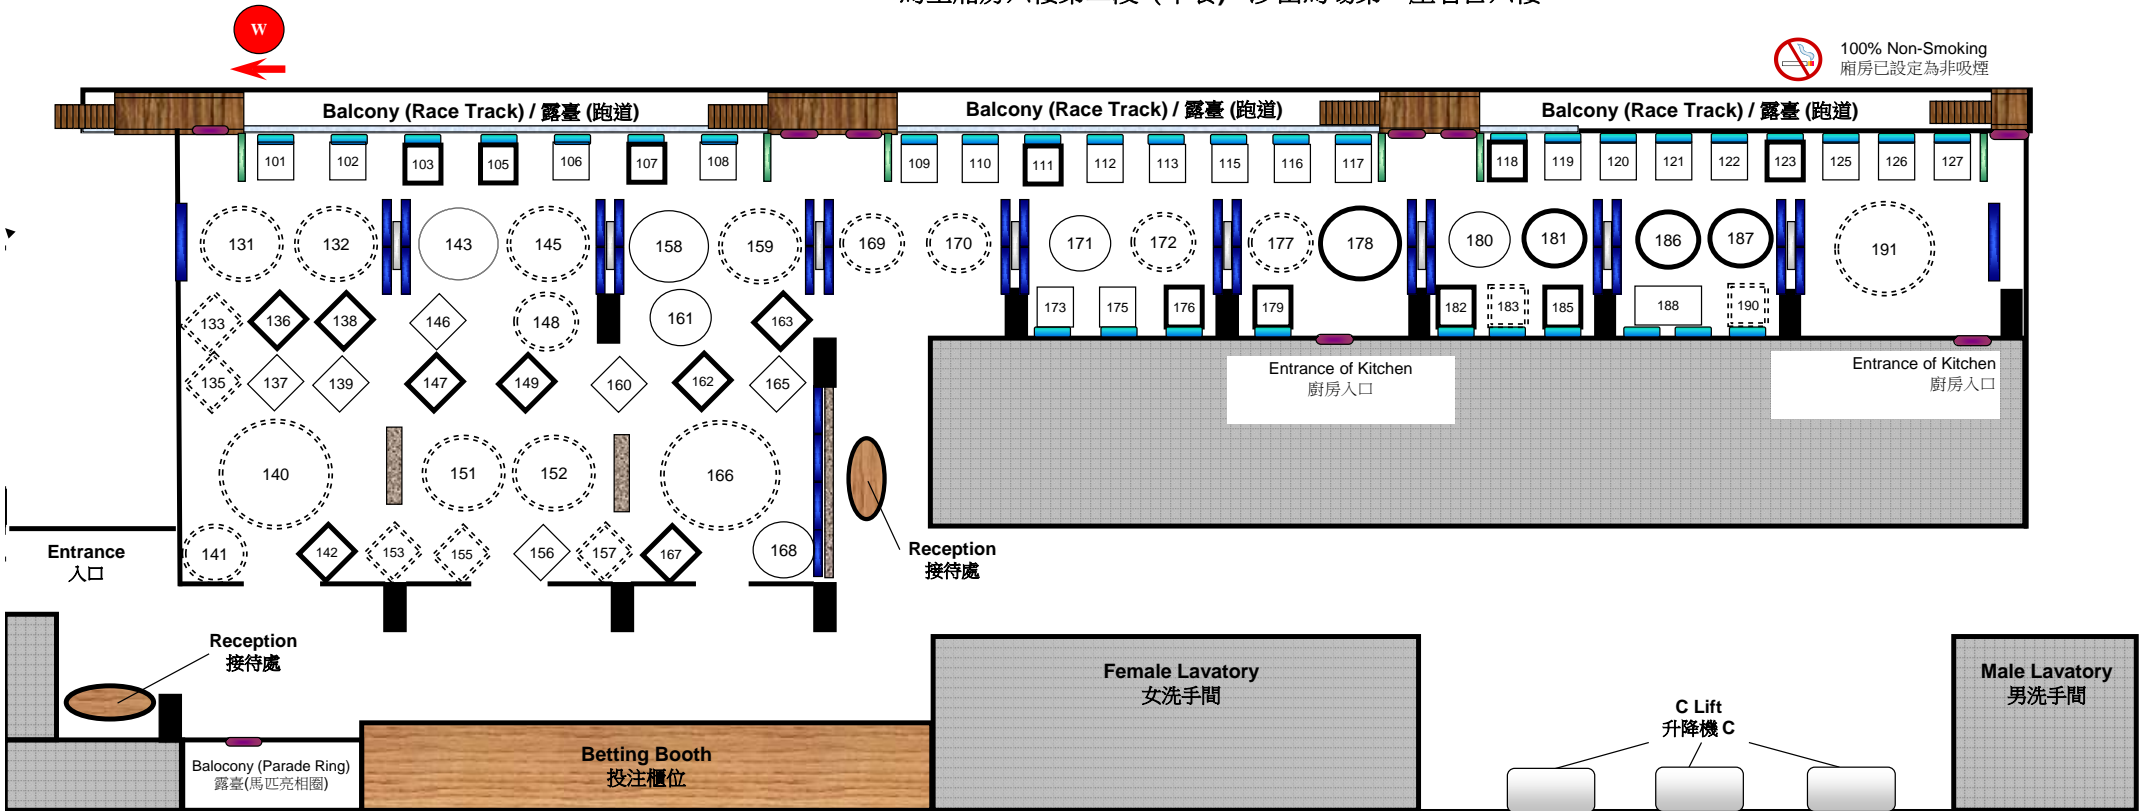 W
100% Non-Smoking
廂房已設定為非吸煙
Balcony (Race Track) / 露臺 (跑道)
Balcony (Race Track) / 露臺 (跑道)
Balcony (Race Track) / 露臺 (跑道)
101 102 103 105 106 107 108 109 110 111 112 113 115 116 117 118 119 120 121 122 123 125 126 127
131 132 143 145 158 159 169 170 171 172 177 178 180 181 186 187 191
173 175 176 179 182 183 185 188 190
133 136 138 146 148 161 163
135 137 139 147 149 160 162 165
140 151 152 166
141 142 153 155 156 157 167 168
Entrance of Kitchen
廚房入口
Entrance of Kitchen
廚房入口
Entrance
入口
Reception
接待處
Reception
接待處
Female Lavatory
女洗手間
Male Lavatory
男洗手間
C Lift
升降機 C
Betting Booth
投注櫃位
Balocony (Parade Ring)
露臺(馬匹亮相圈)